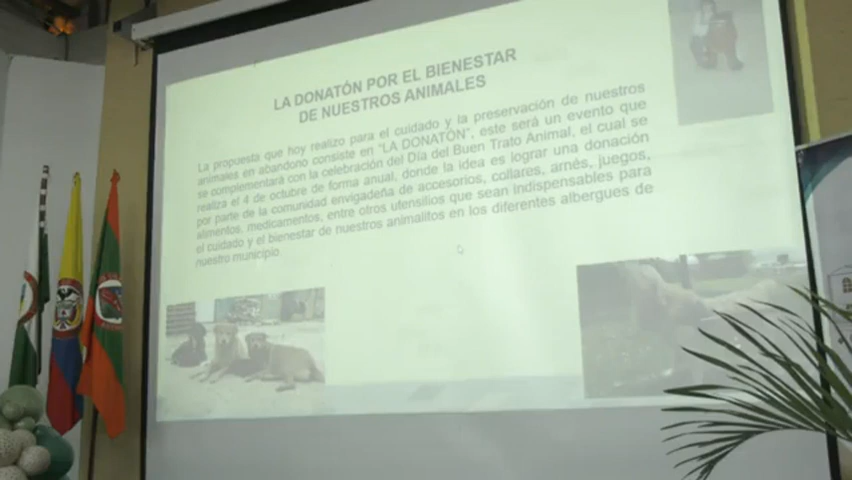 LA DONATÓN POR EL BIENESTAR
DE NUESTROS ANIMALES
La propuesta que hoy realizo para el cuidado y la preservación de nuestros
animales en abandono consiste en "LA DONATÓN", este será un evento que
se complementará con la celebración del Día del Buen Trato Animal, el cual se
realiza el 4 de octubre de forma anual, donde la idea es lograr una donación
por parte de la comunidad envigadeña de accesorios, collares, arnés, juegos,
alimentos, medicamentos, entre otros utensilios que sean indispensables para
el cuidado y el bienestar de nuestros animalitos en los diferentes albergues de
nuestro municipio